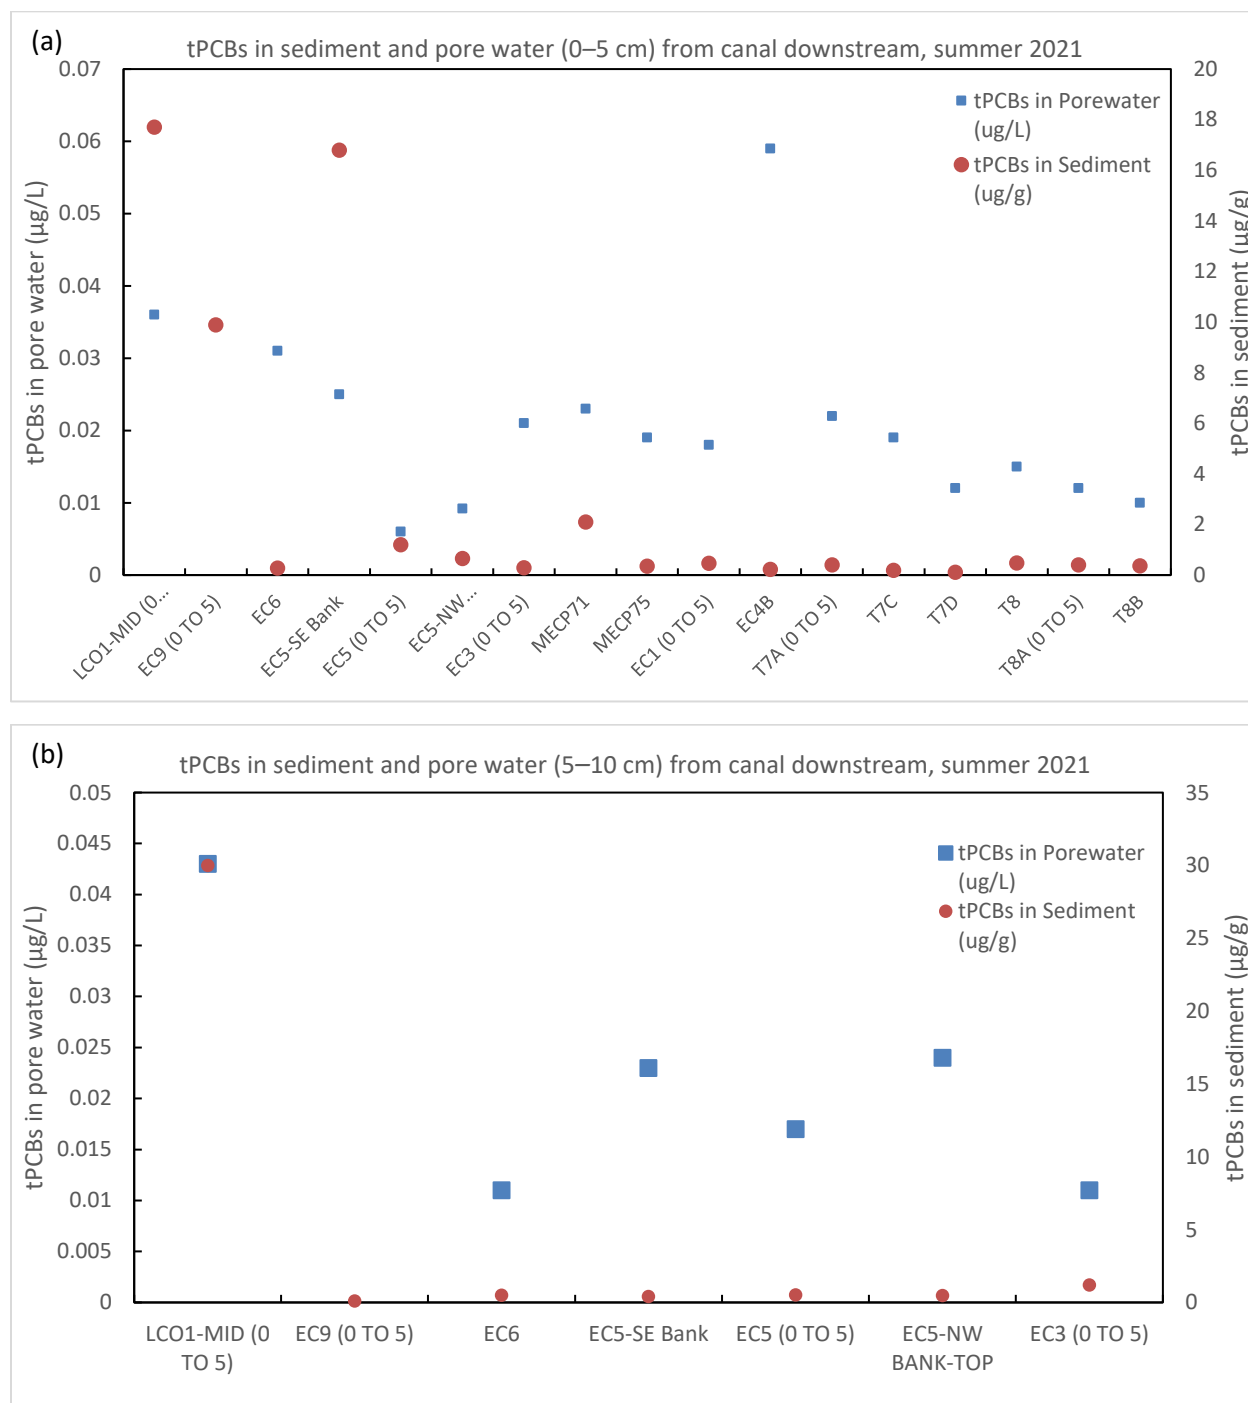 (a)
tPCBs in sediment and pore water (0–5 cm) from canal downstream, summer 2021
tPCBs in pore water (µg/L)
0.07
0.06
0.05
0.04
0.03
0.02
0.01
0
tPCBs in Porewater
(ug/L)
tPCBs in Sediment
(ug/g)
20
18
16
14
12
10
8
6
4
2
0
tPCBs in sediment (µg/g)
LCO1-MID (0...
EC9 (0 TO 5)
EC6
EC5-SE Bank
EC5 (0 TO 5)
EC5-NW...
EC3 (0 TO 5)
MECP71
MECP75
EC1 (0 TO 5)
EC4B
T7A (0 TO 5)
T7C
T7D
T8
T8A (0 TO 5)
T8B
(b)
tPCBs in sediment and pore water (5–10 cm) from canal downstream, summer 2021
tPCBs in pore water (µg/L)
0.05
0.045
0.04
0.035
0.03
0.025
0.02
0.015
0.01
0.005
0
tPCBs in Porewater
(ug/L)
tPCBs in Sediment
(ug/g)
35
30
25
20
15
10
5
0
tPCBs in sediment (µg/g)
LCO1-MID (0
TO 5)
EC9 (0 TO 5)
EC6
EC5-SE Bank
EC5 (0 TO 5)
EC5-NW
BANK-TOP
EC3 (0 TO 5)